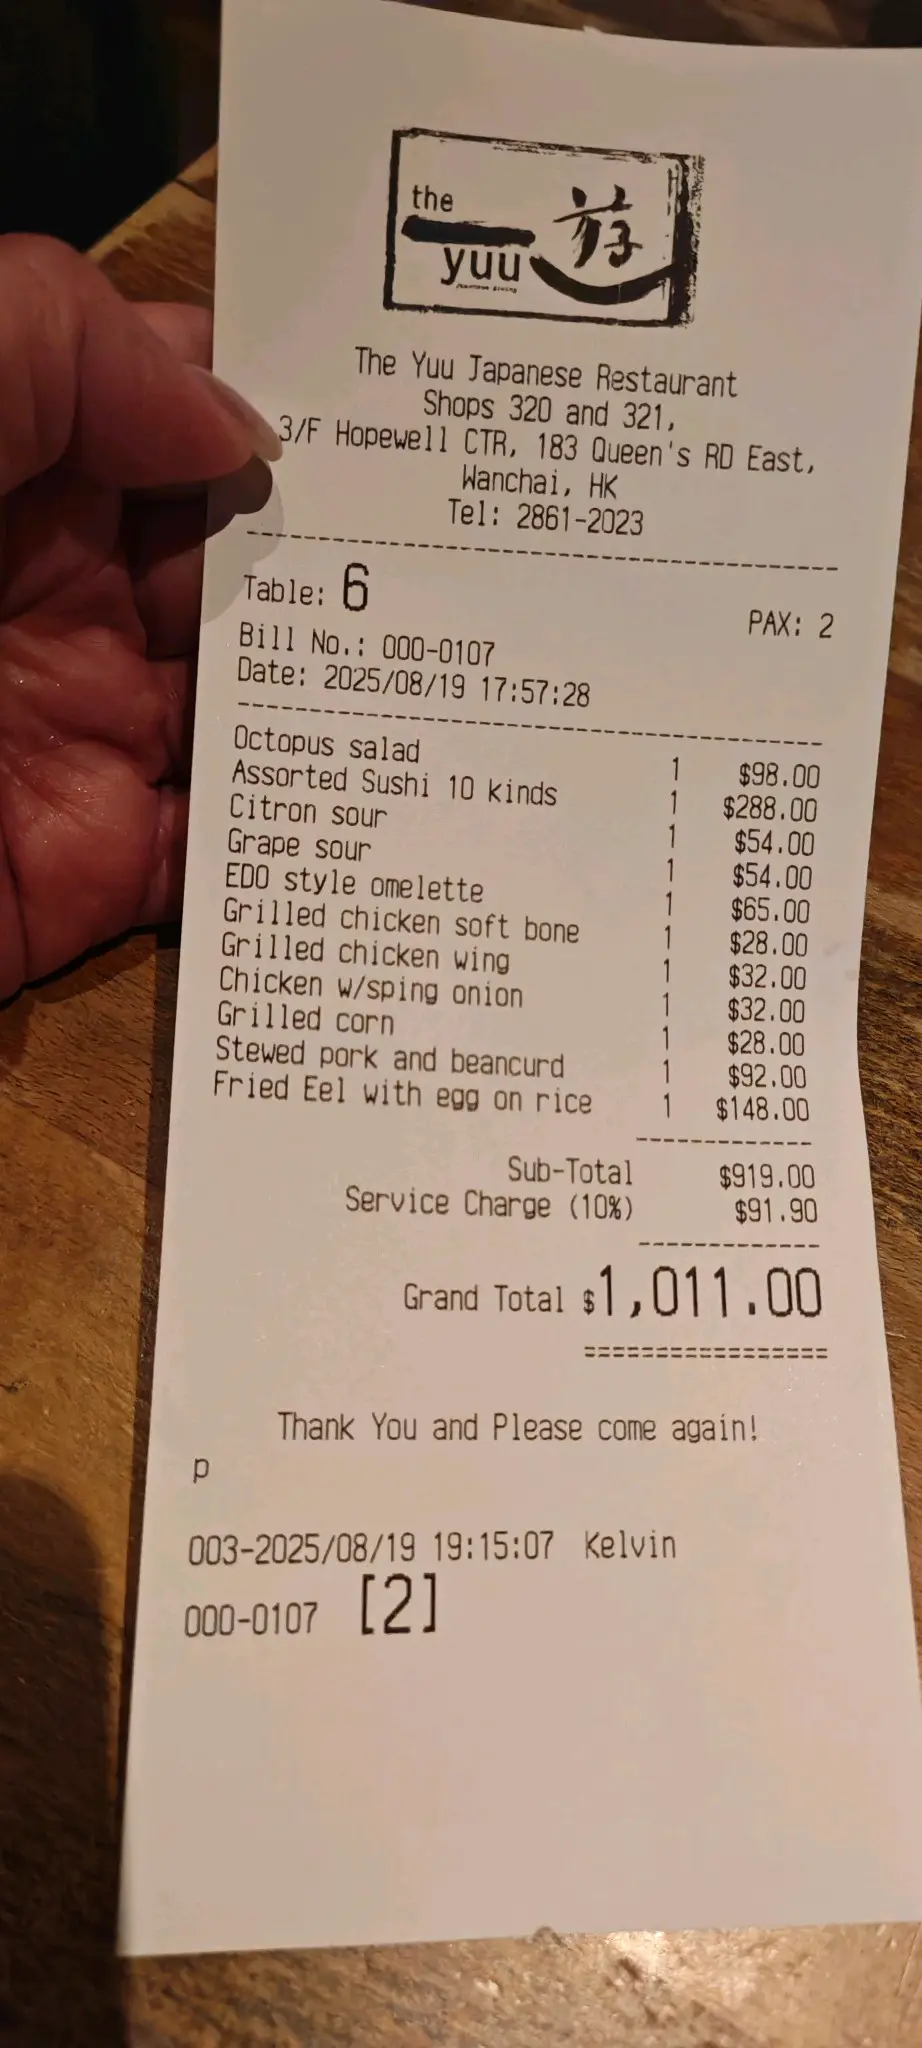 the
yuu
游
The Yuu Japanese Restaurant
Shops 320 and 321,
3/F Hopewell CTR, 183 Queen's RD East,
Wanchai, HK
Tel: 2861-2023
Table: 6 PAX: 2
Bill No.: 000-0107
Date: 2025/08/19 17:57:28
Octopus salad 1 $98.00
Assorted Sushi 10 kinds 1 $288.00
Citron sour 1 $54.00
Grape sour 1 $54.00
EDO style omelette 1 $65.00
Grilled chicken soft bone 1 $28.00
Grilled chicken wing 1 $32.00
Chicken w/sping onion 1 $32.00
Grilled corn 1 $28.00
Stewed pork and beancurd 1 $92.00
Fried Eel with egg on rice 1 $148.00
Sub-Total $919.00
Service Charge (10%) $91.90
Grand Total $1,011.00
Thank You and Please come again!
p
003-2025/08/19 19:15:07 Kelvin
000-0107 [2]